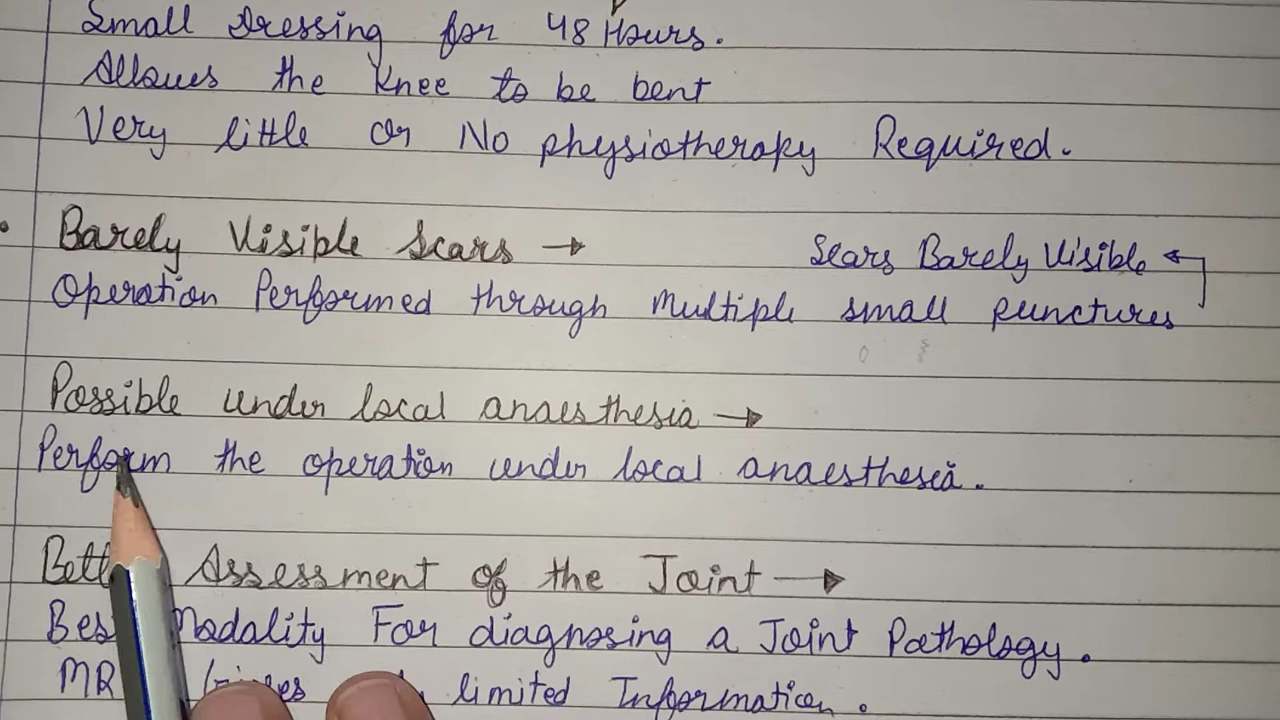 Small dressing for 48 Hours.
Allows the Knee to be bent
Very little or No physiotherapy Required.
Barely Visible Scars →
Scars Barely Visible ←
Operation Performed through Multiple small punctures
Possible under local anaesthesia →
Perform the operation under local anaesthesia.
Assessment of the Joint →
Modality For diagnosing a Joint Pathology.
limited Information.